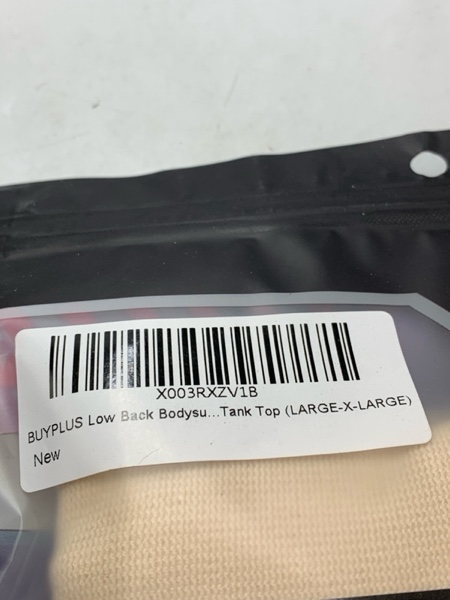 X003RXZV1B
BUYPLUS Low Back Bodysu...Tank Top (LARGE-X-LARGE)
New